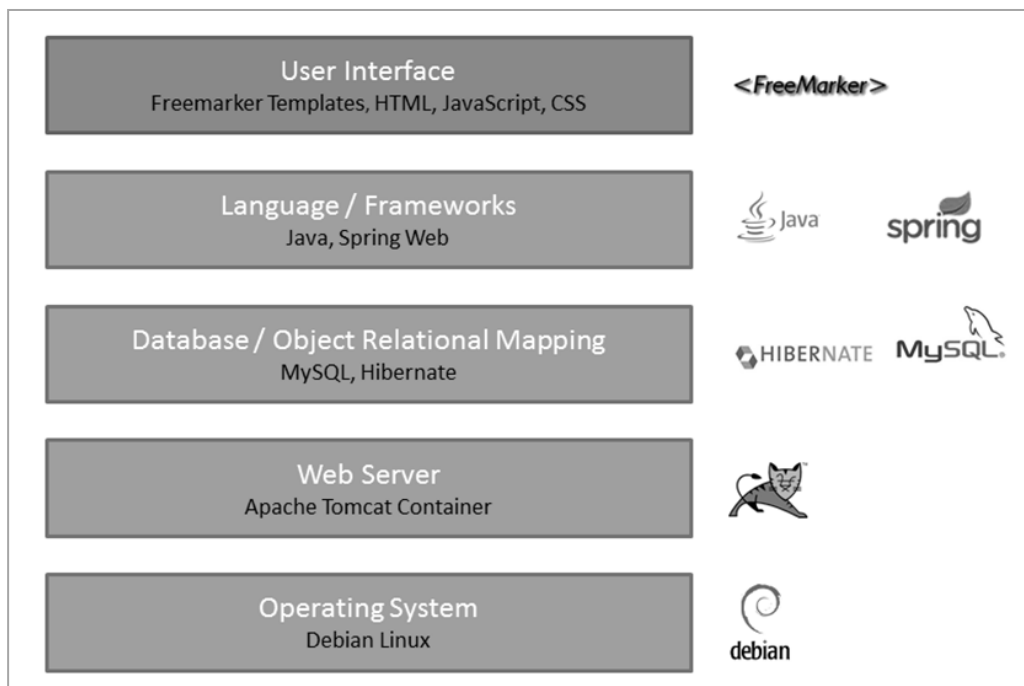 User Interface
Freemarker Templates, HTML, JavaScript, CSS
<FreeMarker>
Language / Frameworks
Java, Spring Web
Java
spring
Database / Object Relational Mapping
MySQL, Hibernate
HIBERNATE
MySQL®
Web Server
Apache Tomcat Container
™
Operating System
Debian Linux
debian